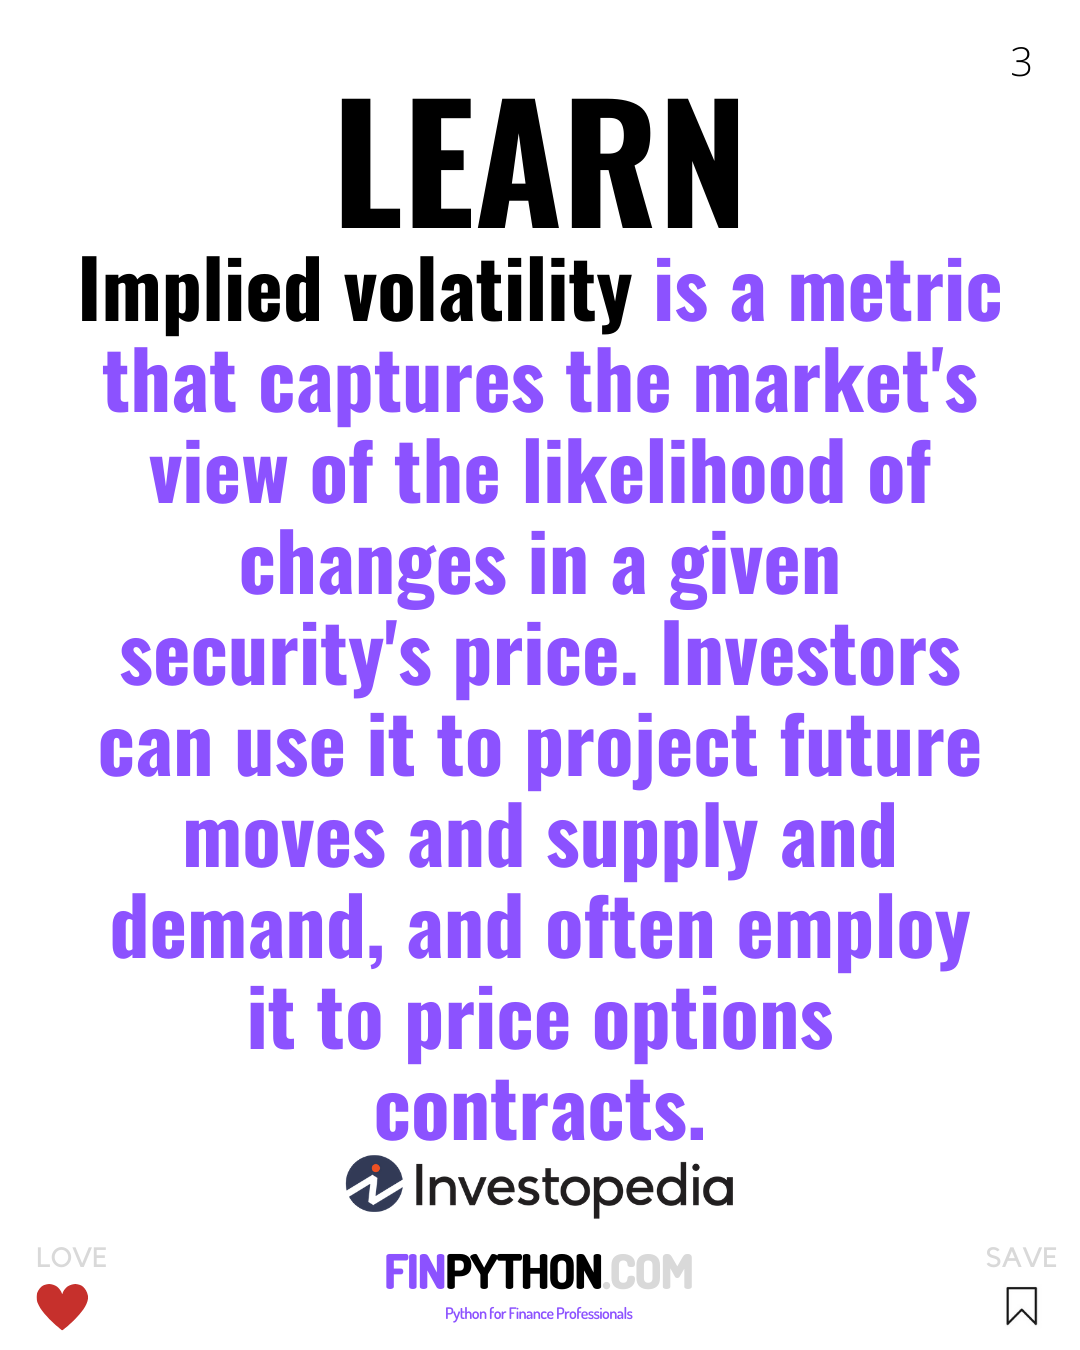 3
LEARN
Implied volatility is a metric
that captures the market's
view of the likelihood of
changes in a given
security's price. Investors
can use it to project future
moves and supply and
demand, and often employ
it to price options
contracts.
Investopedia
LOVE
FINPYTHON.COM
SAVE
Python for Finance Professionals